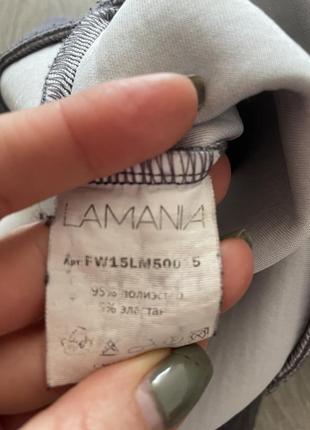 LAMANIA
Арт. FW15LM500 5
95% полиэстр
5% эластан